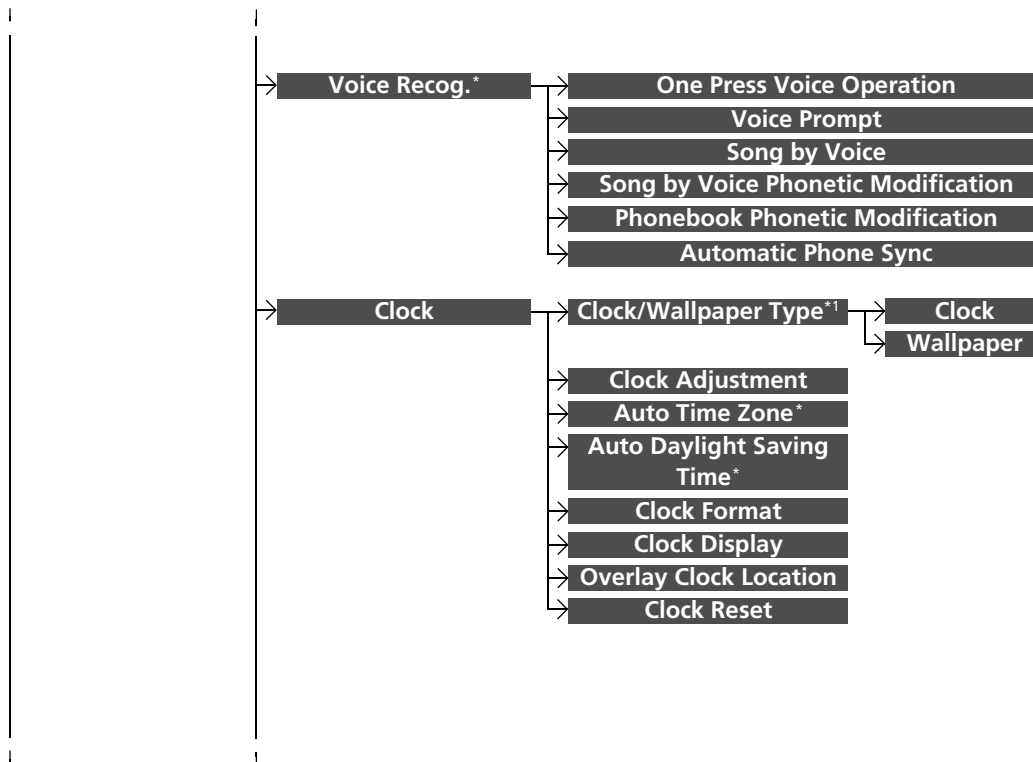 Voice Recog.*
One Press Voice Operation
Voice Prompt
Song by Voice
Song by Voice Phonetic Modification
Phonebook Phonetic Modification
Automatic Phone Sync
Clock
Clock/Wallpaper Type*1
Clock
Wallpaper
Clock Adjustment
Auto Time Zone*
Auto Daylight Saving
Time*
Clock Format
Clock Display
Overlay Clock Location
Clock Reset